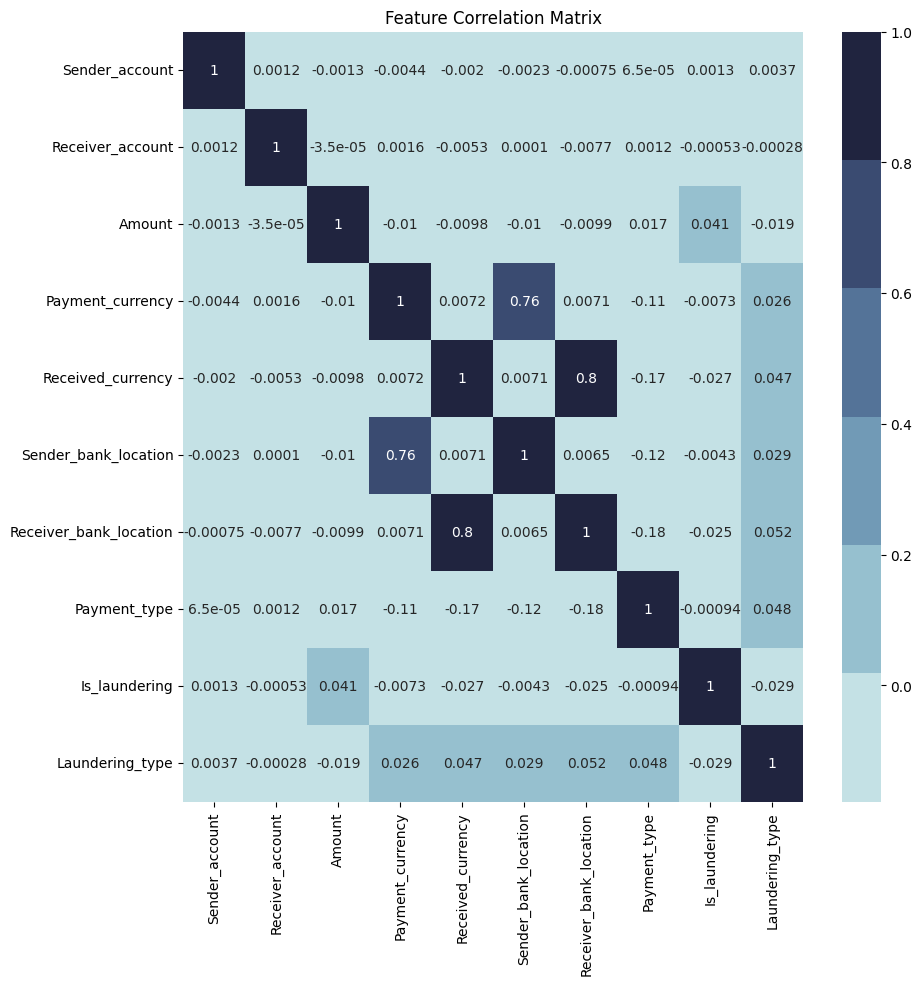 Feature Correlation Matrix
Sender_account 1 0.0012 -0.0013 -0.0044 -0.002 -0.0023 -0.00075 6.5e-05 0.0013 0.0037
Receiver_account 0.0012 1 -3.5e-05 0.0016 -0.0053 0.0001 -0.0077 0.0012 -0.00053 -0.00028
Amount -0.0013 -3.5e-05 1 -0.01 -0.0098 -0.01 -0.0099 0.017 0.041 -0.019
Payment_currency -0.0044 0.0016 -0.01 1 0.0072 0.76 0.0071 -0.11 -0.0073 0.026
Received_currency -0.002 -0.0053 -0.0098 0.0072 1 0.0071 0.8 -0.17 -0.027 0.047
Sender_bank_location -0.0023 0.0001 -0.01 0.76 0.0071 1 0.0065 -0.12 -0.0043 0.029
Receiver_bank_location -0.00075 -0.0077 -0.0099 0.0071 0.8 0.0065 1 -0.18 -0.025 0.052
Payment_type 6.5e-05 0.0012 0.017 -0.11 -0.17 -0.12 -0.18 1 -0.00094 0.048
Is_laundering 0.0013 -0.00053 0.041 -0.0073 -0.027 -0.0043 -0.025 -0.00094 1 -0.029
Laundering_type 0.0037 -0.00028 -0.019 0.026 0.047 0.029 0.052 0.048 -0.029 1
Sender_account
Receiver_account
Amount
Payment_currency
Received_currency
Sender_bank_location
Receiver_bank_location
Payment_type
Is_laundering
Laundering_type
1.0
0.8
0.6
0.4
0.2
0.0